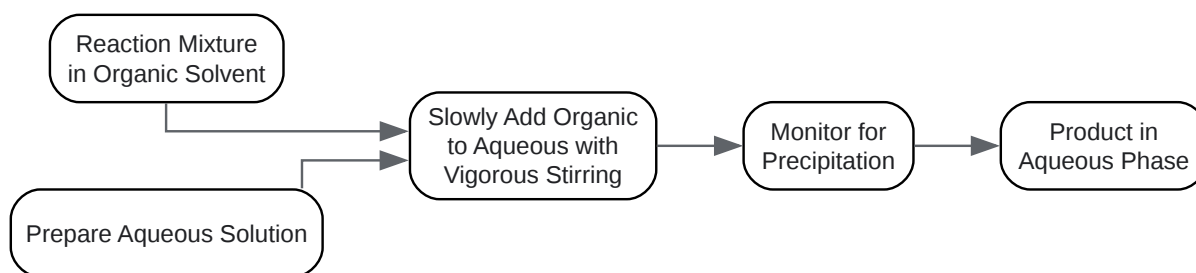 Reaction Mixture
in Organic Solvent
Prepare Aqueous Solution
Slowly Add Organic
to Aqueous with
Vigorous Stirring
Monitor for
Precipitation
Product in
Aqueous Phase